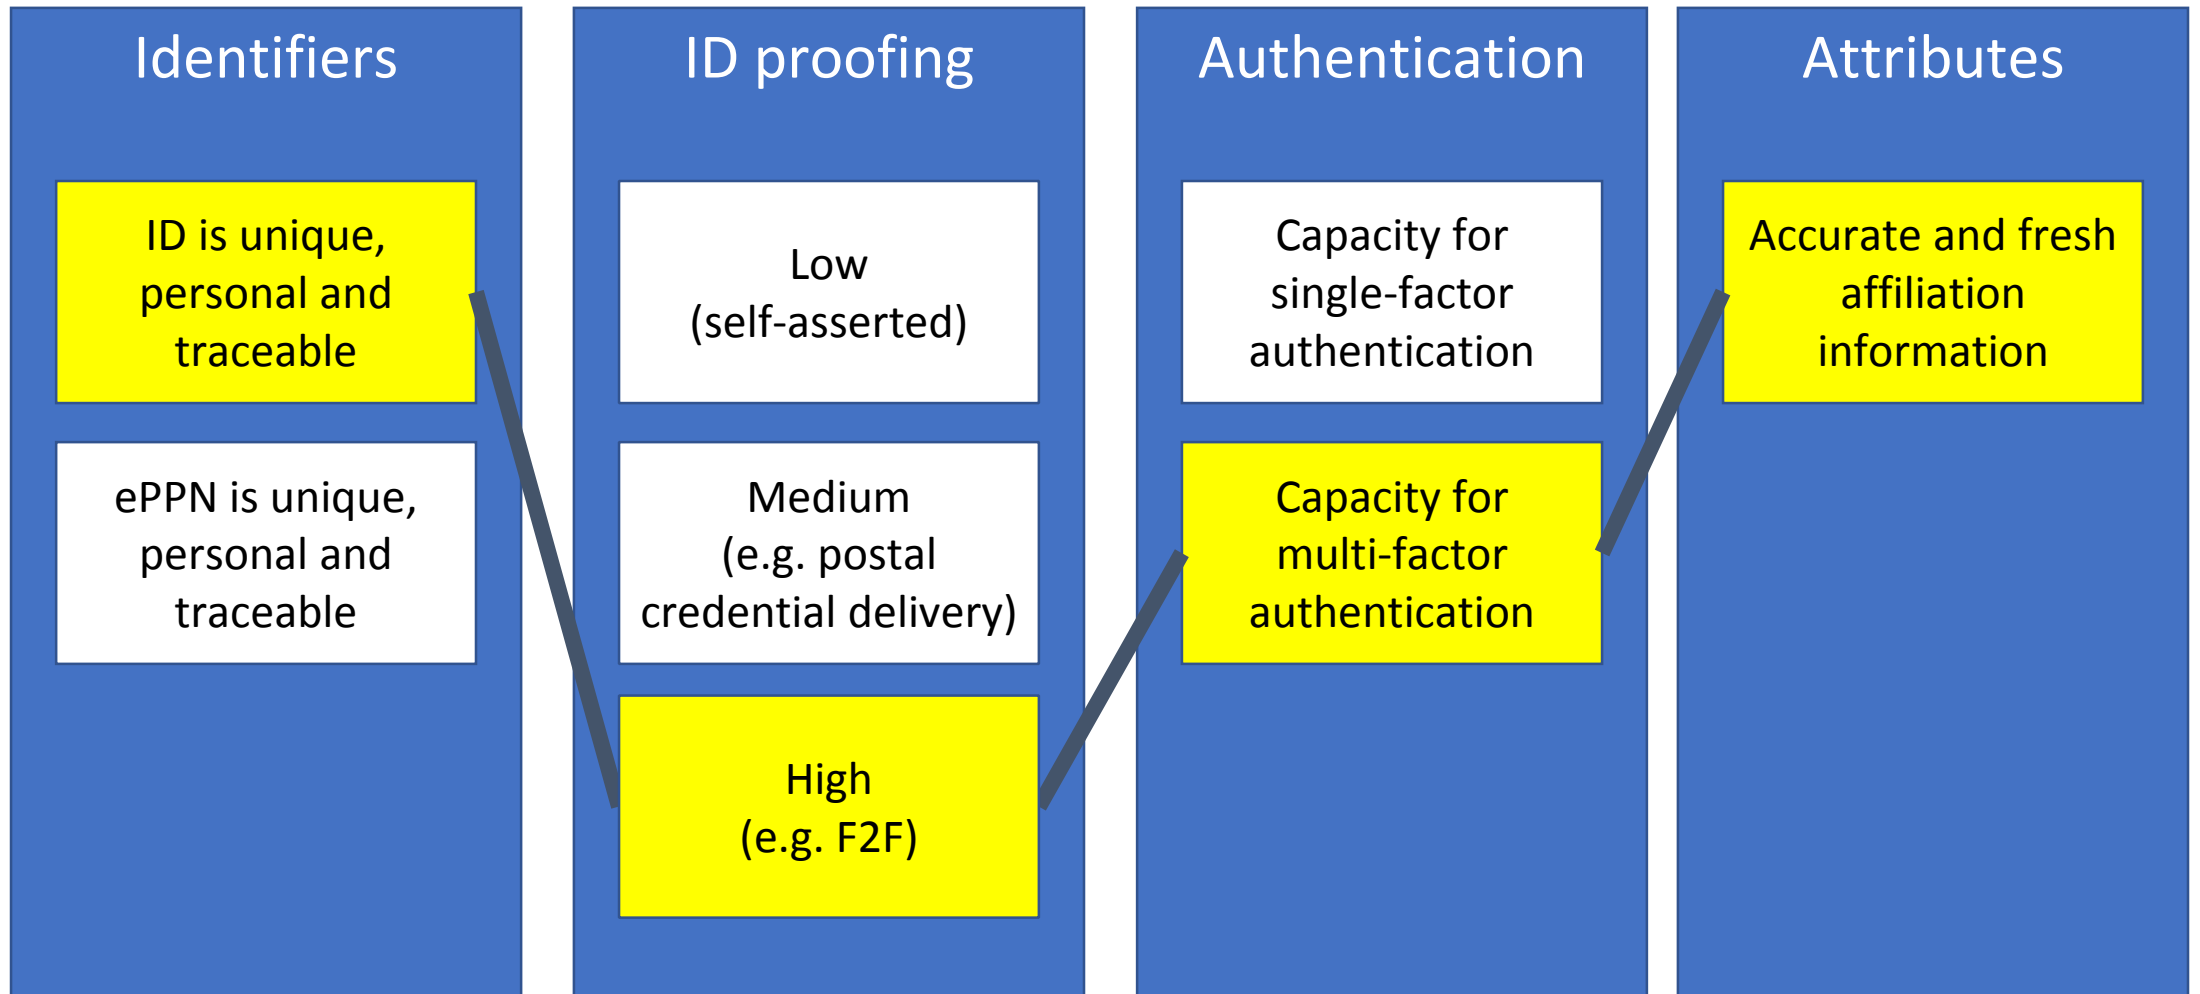 Identifiers
ID is unique,
personal and
traceable
ePPN is unique,
personal and
traceable
ID proofing
Low
(self-asserted)
Medium
(e.g. postal
credential delivery)
High
(e.g. F2F)
Authentication
Capacity for
single-factor
authentication
Capacity for
multi-factor
authentication
Attributes
Accurate and fresh
affiliation
information